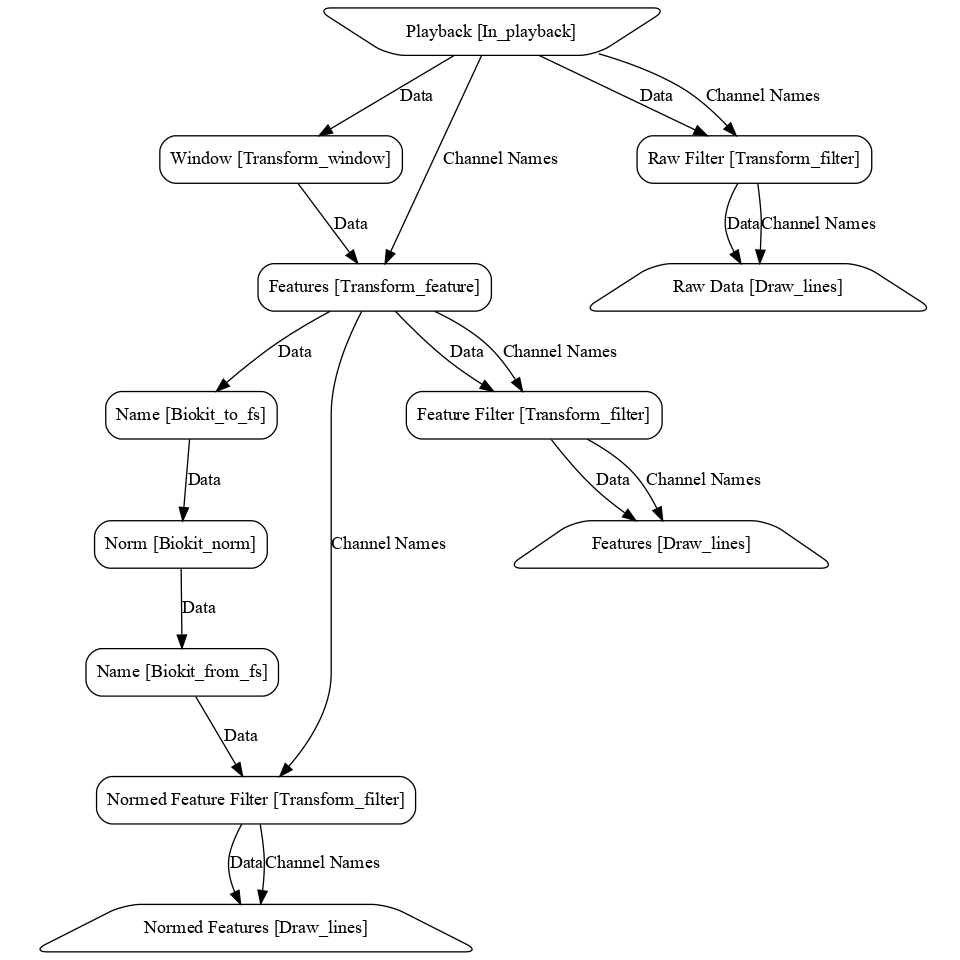 Playback [In_playback]
Data
Data
Channel Names
Window [Transform_window]
Channel Names
Raw Filter [Transform_filter]
Data
Data
Channel Names
Features [Transform_feature]
Raw Data [Draw_lines]
Data
Data
Channel Names
Name [Biokit_to_fs]
Feature Filter [Transform_filter]
Data
Data
Channel Names
Norm [Biokit_norm]
Channel Names
Features [Draw_lines]
Data
Name [Biokit_from_fs]
Data
Normed Feature Filter [Transform_filter]
Data
Channel Names
Normed Features [Draw_lines]